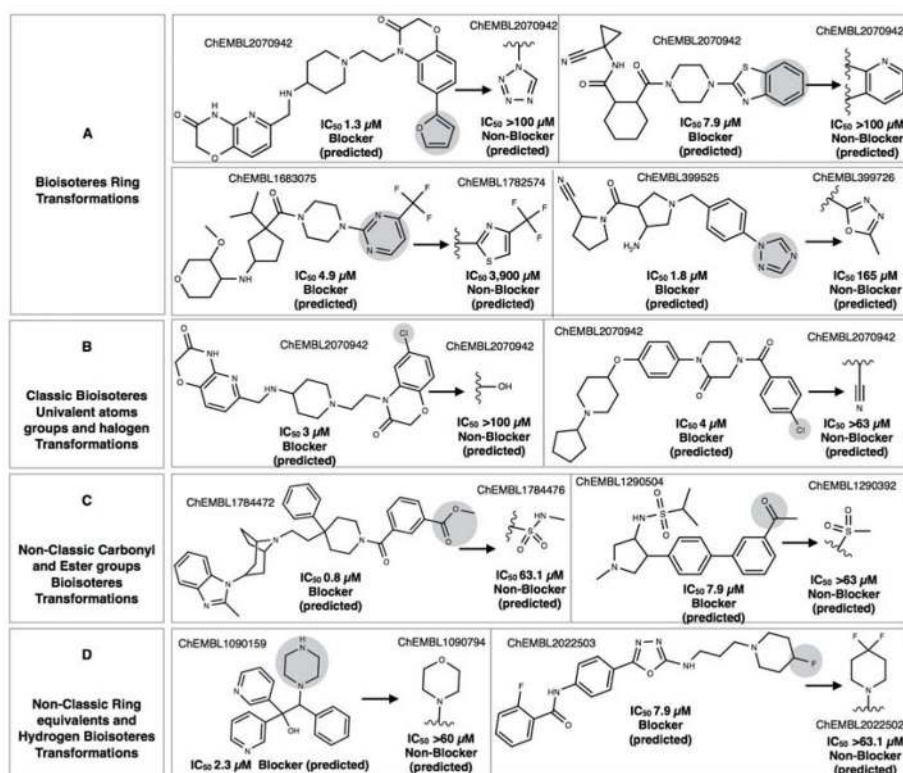 A
Bioisoteres Ring
Transformations
ChEMBL2070942
ChEMBL2070942
IC50 1.3 µM
Blocker
(predicted)
IC50 >100 µM
Non-Blocker
(predicted)
ChEMBL2070942
ChEMBL2070942
IC50 7.9 µM
Blocker
(predicted)
IC50 >100 µM
Non-Blocker
(predicted)
ChEMBL1683075
ChEMBL1782574
IC50 4.9 µM
Blocker
(predicted)
IC50 3,900 µM
Non-Blocker
(predicted)
ChEMBL399525
ChEMBL399726
IC50 1.8 µM
Blocker
(predicted)
IC50 165 µM
Non-Blocker
(predicted)
B
Classic Bioisoteres
Univalent atoms
groups and halogen
Transformations
ChEMBL2070942
ChEMBL2070942
IC50 3 µM
Blocker
(predicted)
IC50 >100 µM
Non-Blocker
(predicted)
ChEMBL2070942
ChEMBL2070942
IC50 4 µM
Blocker
(predicted)
IC50 >63 µM
Non-Blocker
(predicted)
C
Non-Classic Carbonyl
and Ester groups
Bioisoteres
Transformations
ChEMBL1784472
ChEMBL1784476
IC50 0.8 µM
Blocker
(predicted)
IC50 63.1 µM
Non-Blocker
(predicted)
ChEMBL1290504
ChEMBL1290392
IC50 7.9 µM
Blocker
(predicted)
IC50 >63 µM
Non-Blocker
(predicted)
D
Non-Classic Ring
equivalents and
Hydrogen Bioisoteres
Transformations
ChEMBL1090159
ChEMBL1090794
IC50 2.3 µM Blocker (predicted)
IC50 >60 µM
Non-Blocker
(predicted)
ChEMBL2022503
IC50 7.9 µM
Blocker
(predicted)
ChEMBL2022502
IC50 >63.1 µM
Non-Blocker
(predicted)